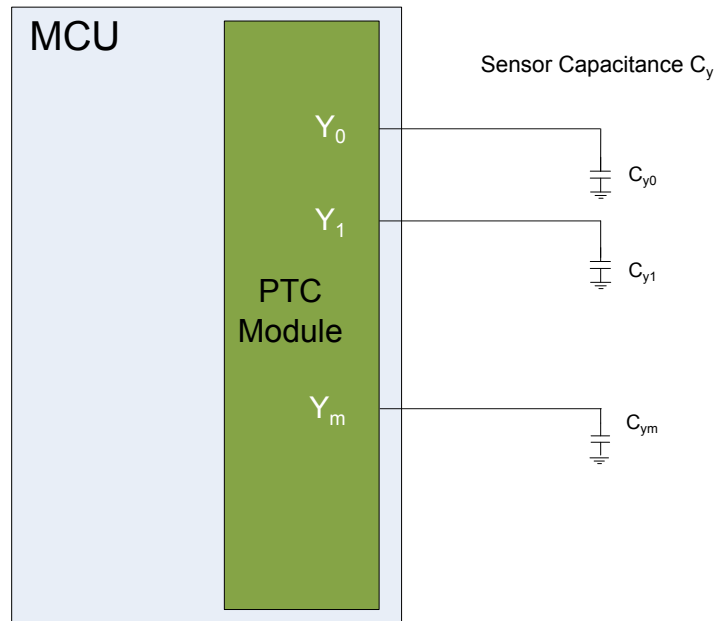 MCU
Sensor Capacitance Cy
Y0
Cy0
Y1
Cy1
PTC
Module
Ym
Cym